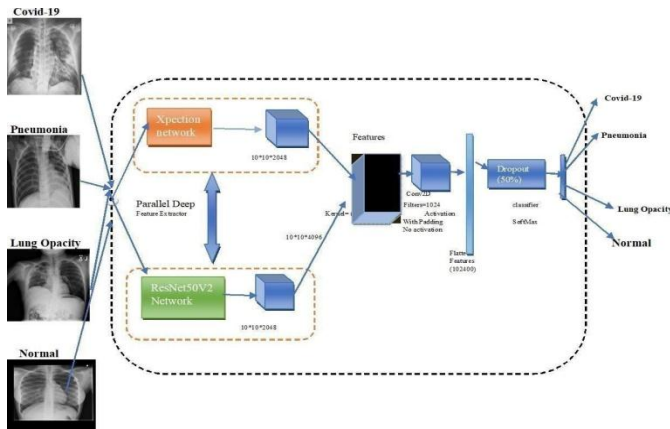 Covid-19
Pneumonia
Lung Opacity
Normal
Xpection
network
10*10*2048
Parallel Deep
Feature Extractor
ResNet50V2
Network
10*10*2048
Features
10*10*4096
Conv2D
Filters=1024
Activation
With Padding
No activation
Flatten
Features
(102400)
Dropout
(50%)
classifier
SoftMax
Covid-19
Pneumonia
Lung Opacity
Normal